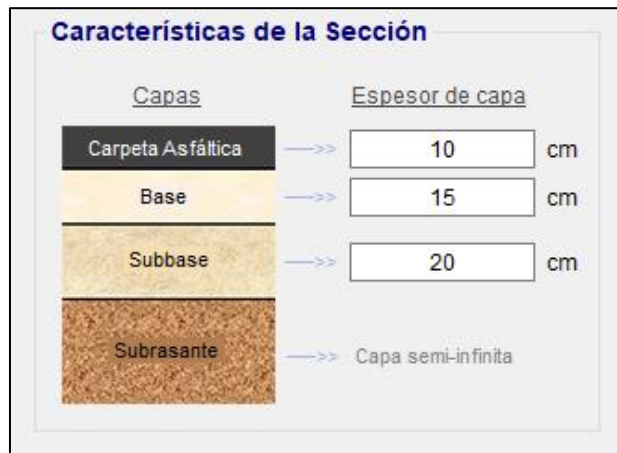 Características de la Sección
Capas Espesor de capa
Carpeta Asfáltica —>> 10 cm
Base —>> 15 cm
Subbase —>> 20 cm
Subrasante —>> Capa semi-infinita